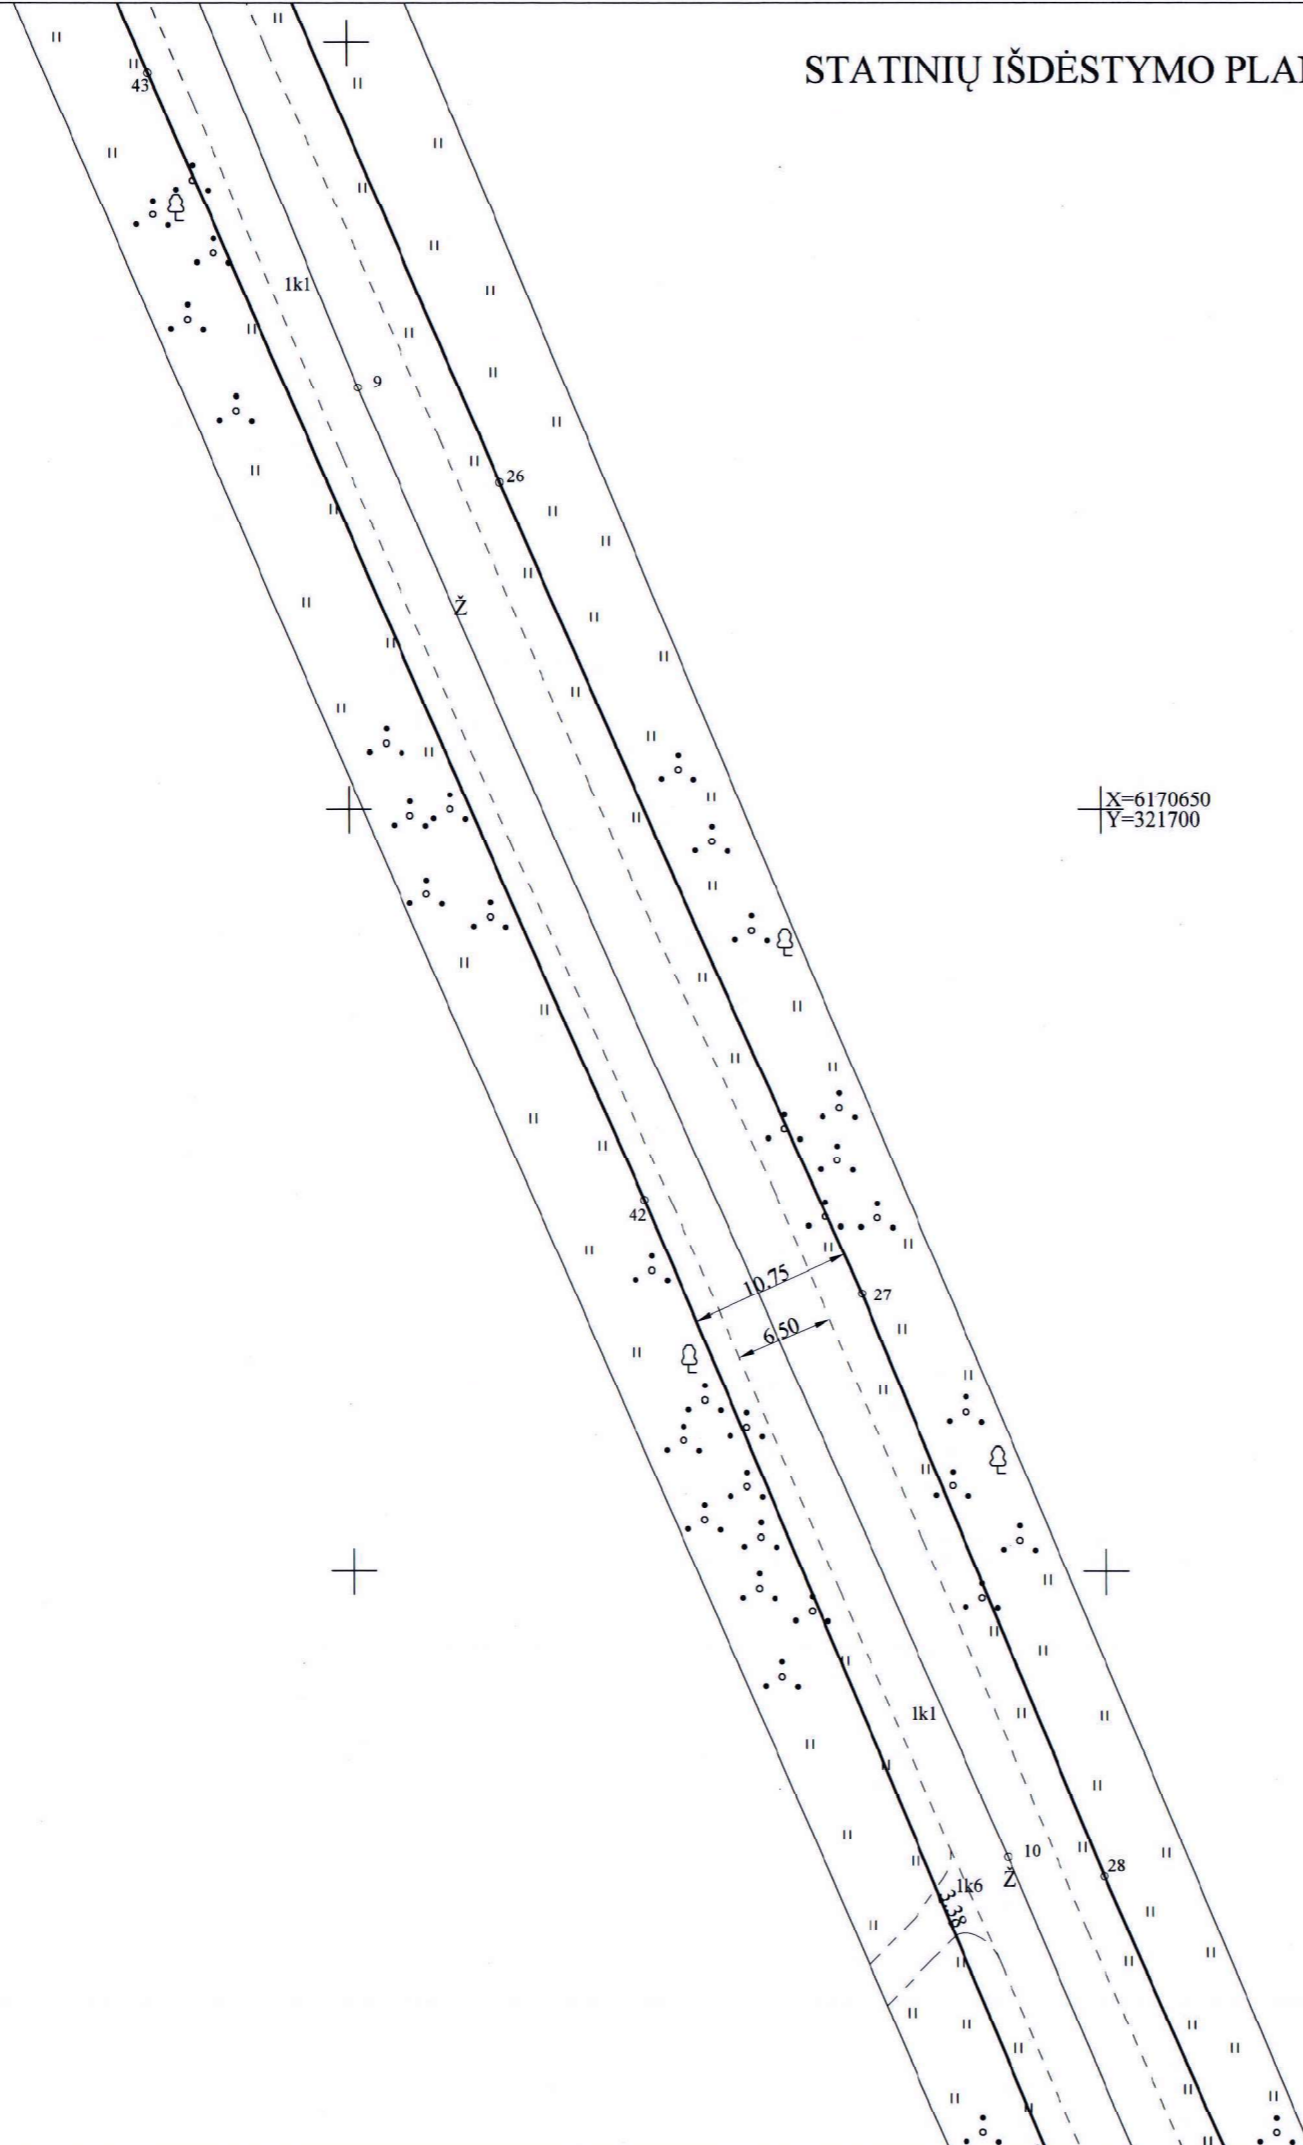 STATINIŲ IŠDĖSTYMO PLAN
43
1k1
9
26
Ž
X=6170650
Y=321700
42
10.75
27
6.50
1k1
10
28
Ž
1k6
3.38